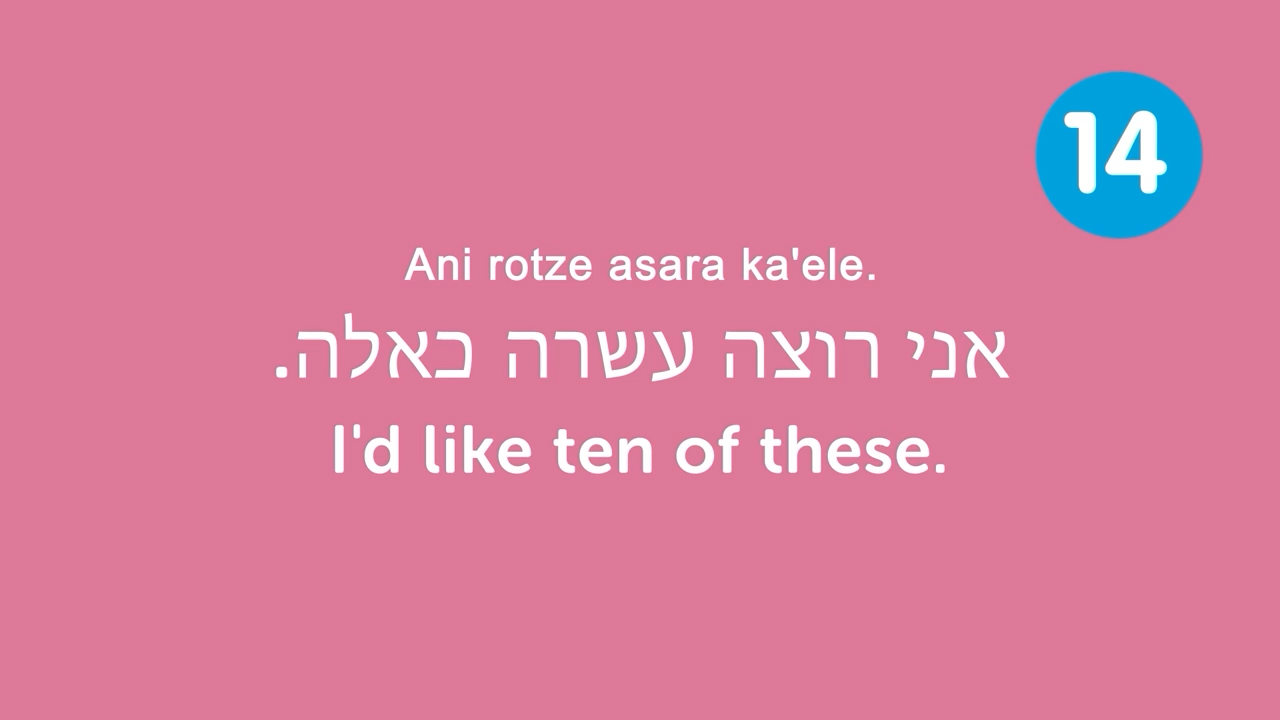 14
Ani rotze asara ka'ele.
אני רוצה עשרה כאלה.
I'd like ten of these.